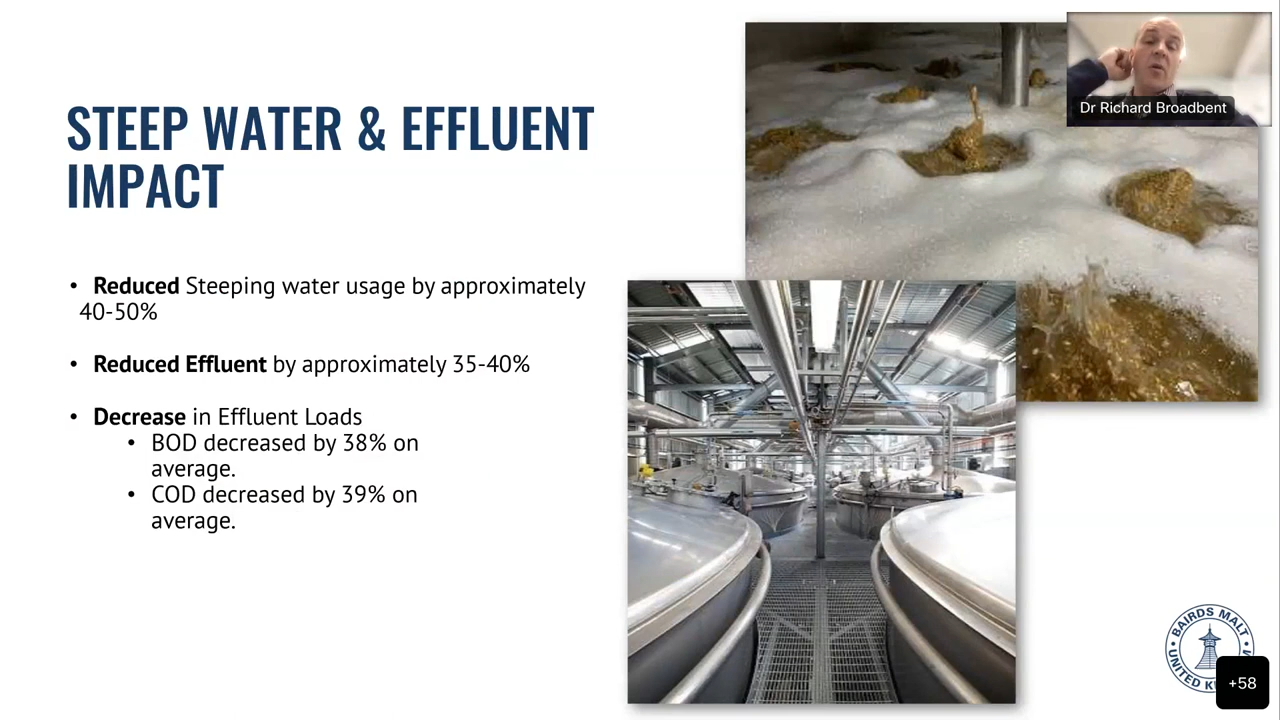 STEEP WATER & EFFLUENT
IMPACT
• Reduced Steeping water usage by approximately
40-50%
• Reduced Effluent by approximately 35-40%
• Decrease in Effluent Loads
• BOD decreased by 38% on
average.
• COD decreased by 39% on
average.
Dr Richard Broadbent
BAIRDS MALT
UNITED
+58